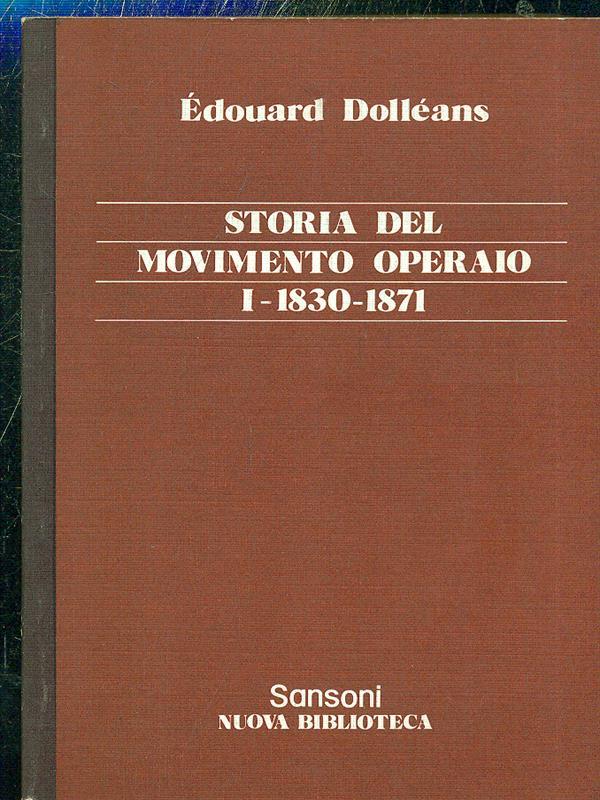 Édouard Dolléans
STORIA DEL
MOVIMENTO OPERAIO
I - 1830-1871
Sansoni
NUOVA BIBLIOTECA